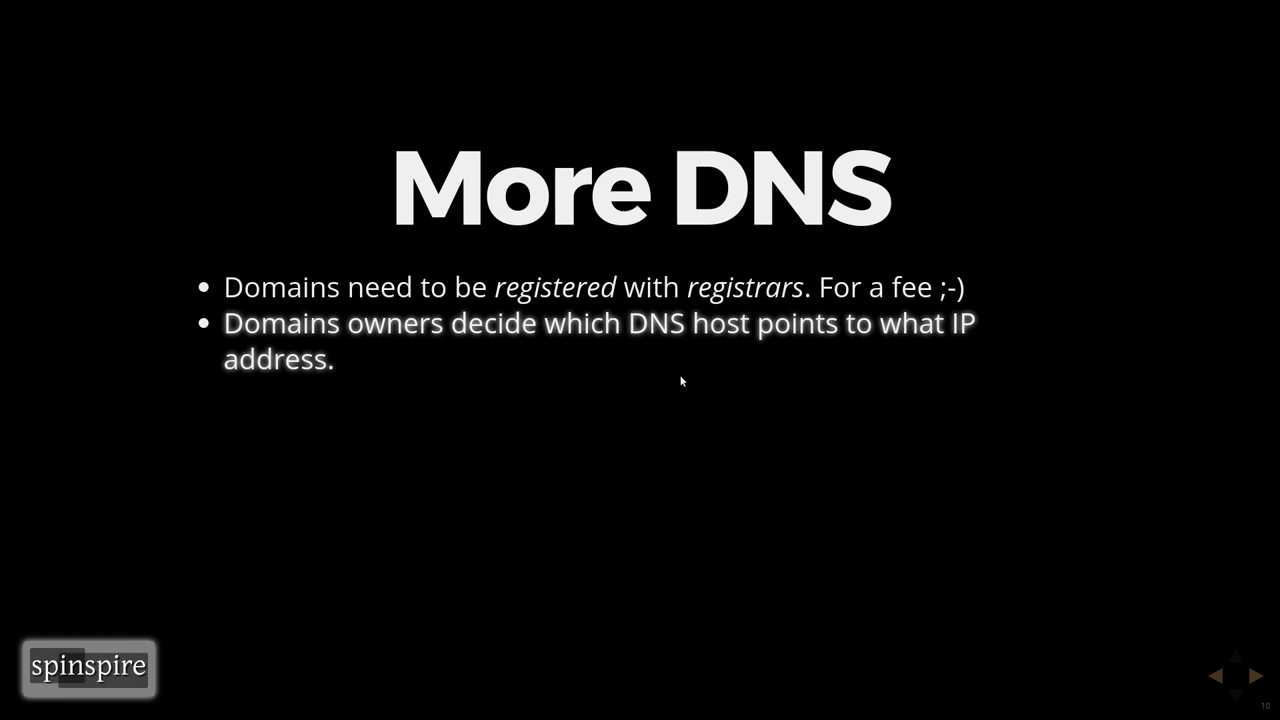 More DNS
Domains need to be registered with registrars. For a fee ;-)
Domains owners decide which DNS host points to what IP
address.
spinspire
10